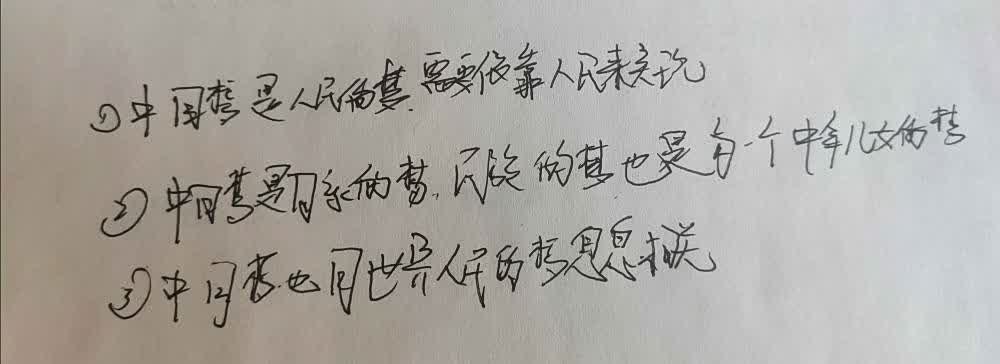 ①中国梦是人民的梦,需要依靠人民来实现
②中国梦是国家的梦,民族的梦也是每一个中华儿女的梦
③中国梦也同世界人民的梦息息相关